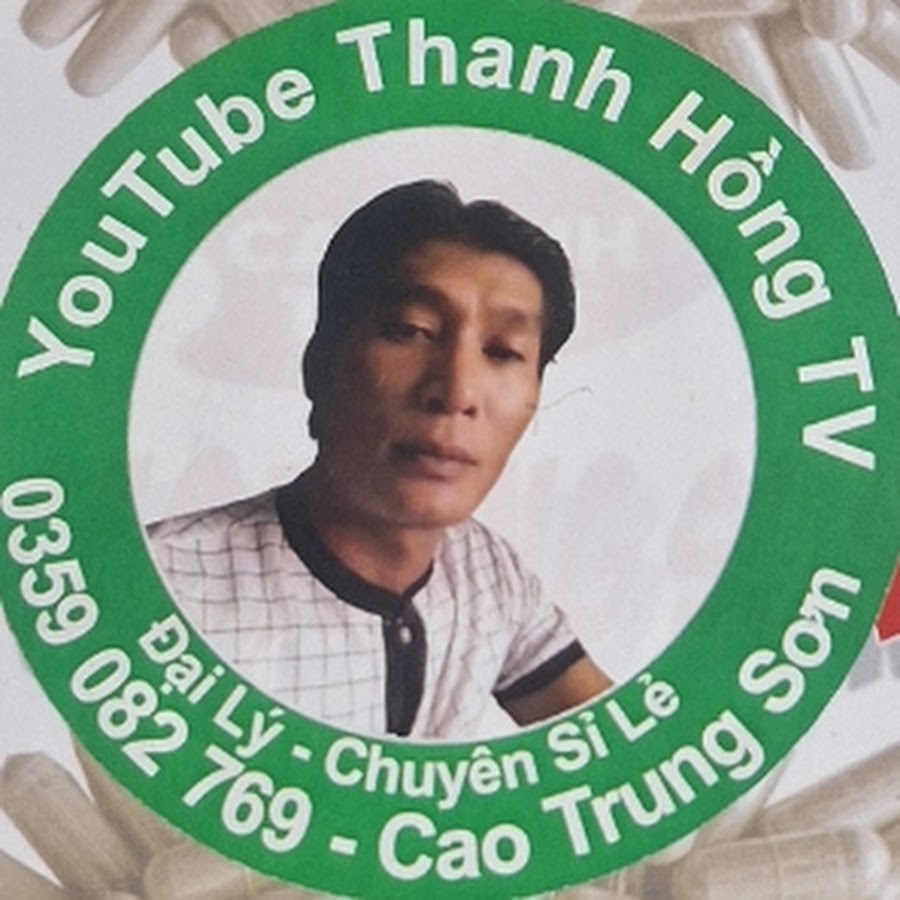 YouTube Thanh Hồng TV
Đại Lý - Chuyên Sỉ Lẻ
0359 082 769 - Cao Trung Sơn